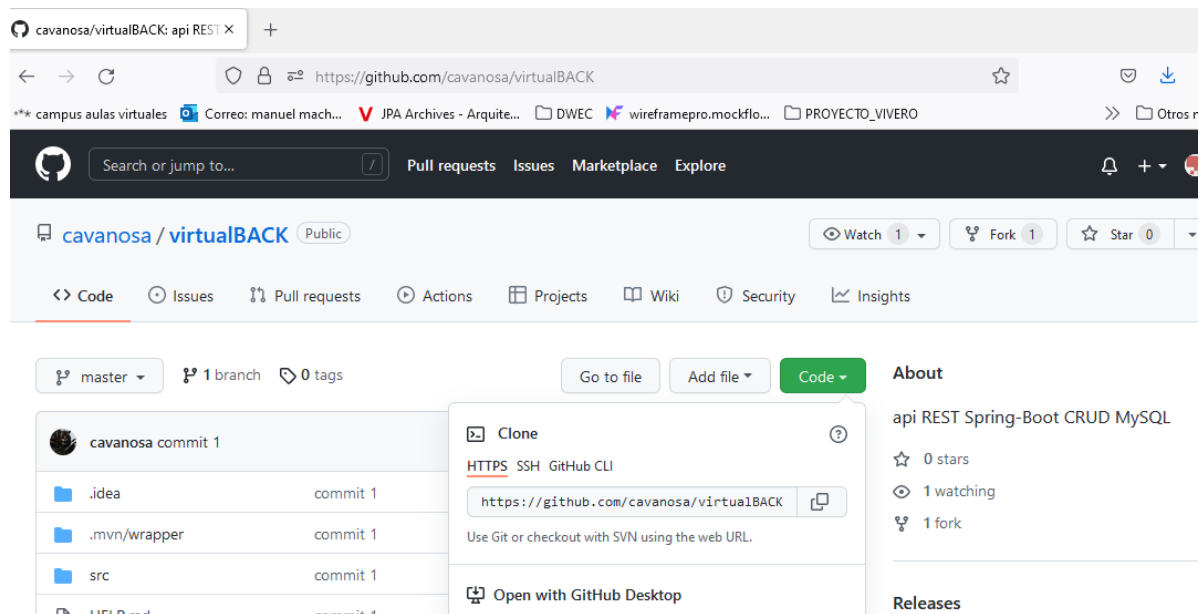 cavanosa/virtualBACK: api REST
https://github.com/cavanosa/virtualBACK
campus aulas virtuales Correo: manuel mach... JPA Archives - Arquite... DWEC wireframepro.mockflo... PROYECTO_VIVERO Otros
Search or jump to... / Pull requests Issues Marketplace Explore
cavanosa / virtualBACK Public Watch 1 Fork 1 Star 0
Code Issues Pull requests Actions Projects Wiki Security Insights
master 1 branch 0 tags Go to file Add file Code About
api REST Spring-Boot CRUD MySQL
cavanosa commit 1 Clone
HTTPS SSH GitHub CLI 0 stars
.idea commit 1 https://github.com/cavanosa/virtualBACK 1 watching
.mvn/wrapper commit 1 Use Git or checkout with SVN using the web URL. 1 fork
src commit 1
Open with GitHub Desktop Releases
HELP.md commit 1